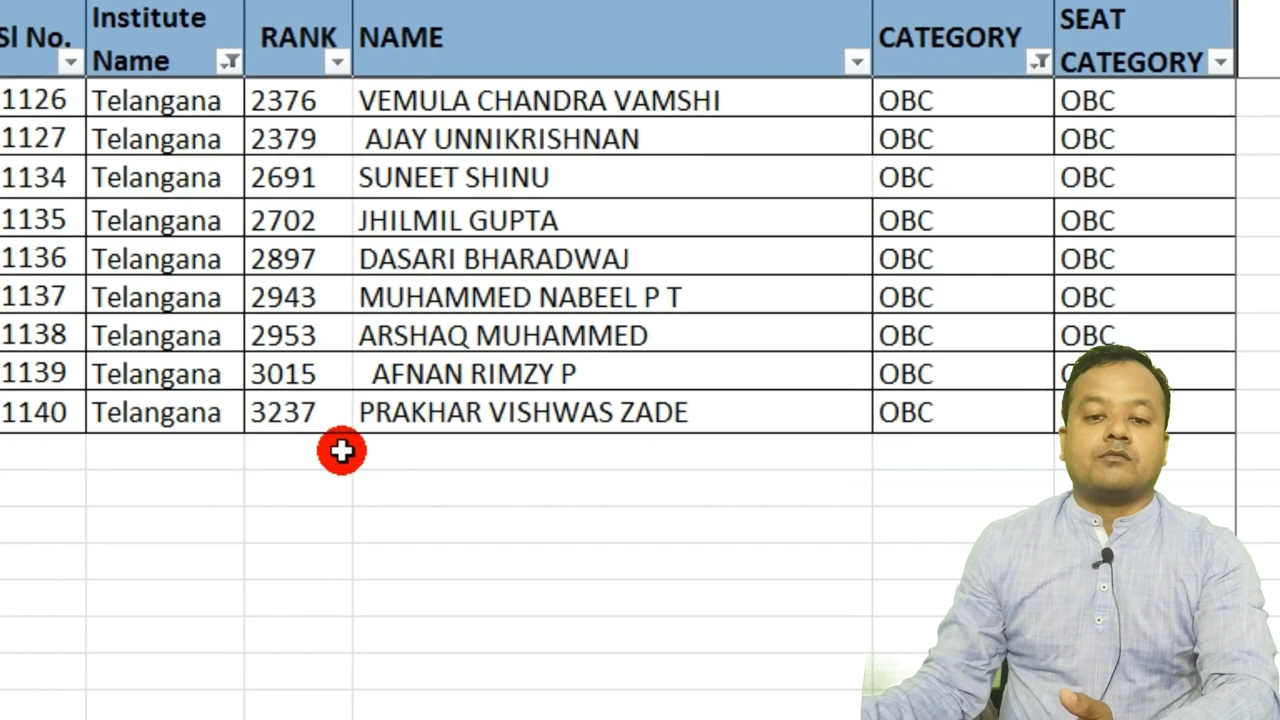 Sl No. Institute Name RANK NAME CATEGORY SEAT CATEGORY
1126 Telangana 2376 VEMULA CHANDRA VAMSHI OBC OBC
1127 Telangana 2379 AJAY UNNIKRISHNAN OBC OBC
1134 Telangana 2691 SUNEET SHINU OBC OBC
1135 Telangana 2702 JHILMIL GUPTA OBC OBC
1136 Telangana 2897 DASARI BHARADWAJ OBC OBC
1137 Telangana 2943 MUHAMMED NABEEL P T OBC OBC
1138 Telangana 2953 ARSHAQ MUHAMMED OBC OBC
1139 Telangana 3015 AFNAN RIMZY P OBC
1140 Telangana 3237 PRAKHAR VISHWAS ZADE OBC